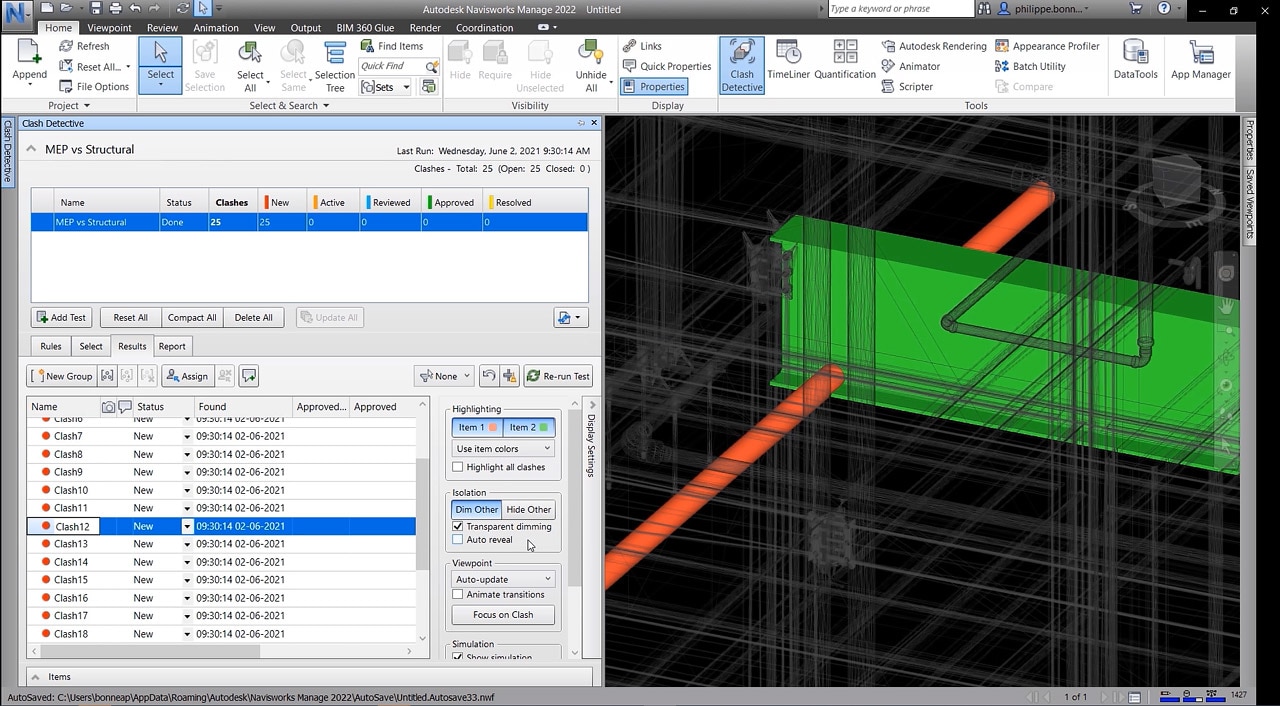 Autodesk Navisworks Manage 2022 Untitled
Type a keyword or phrase
philippe.bonn...
Home Viewpoint Review Animation View Output BIM 360 Glue Render Coordination
Append
Refresh
Reset All...
File Options
Project
Select
Save Selection
Select All
Select Same
Selection Tree
Find Items
Quick Find
Sets
Select & Search
Hide
Require
Hide Unselected
Unhide All
Visibility
Links
Quick Properties
Properties
Display
Clash Detective
TimeLiner
Quantification
Autodesk Rendering
Animator
Scripter
Appearance Profiler
Batch Utility
Compare
Tools
DataTools
App Manager
Clash Detective
Clash Detective
MEP vs Structural
Last Run: Wednesday, June 2, 2021 9:30:14 AM
Clashes - Total: 25 (Open: 25 Closed: 0 )
Name Status Clashes New Active Reviewed Approved Resolved
MEP vs Structural Done 25 25 0 0 0 0
Add Test Reset All Compact All Delete All Update All
Rules Select Results Report
New Group Assign None Re-run Test
Name Status Found Approved... Approved
Clash6 New 09:30:14 02-06-2021
Clash7 New 09:30:14 02-06-2021
Clash8 New 09:30:14 02-06-2021
Clash9 New 09:30:14 02-06-2021
Clash10 New 09:30:14 02-06-2021
Clash11 New 09:30:14 02-06-2021
Clash12 New 09:30:14 02-06-2021
Clash13 New 09:30:14 02-06-2021
Clash14 New 09:30:14 02-06-2021
Clash15 New 09:30:14 02-06-2021
Clash16 New 09:30:14 02-06-2021
Clash17 New 09:30:14 02-06-2021
Clash18 New 09:30:14 02-06-2021
Highlighting
Item 1 Item 2
Use item colors
Highlight all clashes
Isolation
Dim Other Hide Other
Transparent dimming
Auto reveal
Viewpoint
Auto-update
Animate transitions
Focus on Clash
Simulation
Show simulation
Display Settings
Items
Properties
Saved Viewpoints
AutoSaved: C:\Users\bonneap\AppData\Roaming\Autodesk\Navisworks Manage 2022\AutoSave\Untitled.Autosave33.nwf
1 of 1
1427